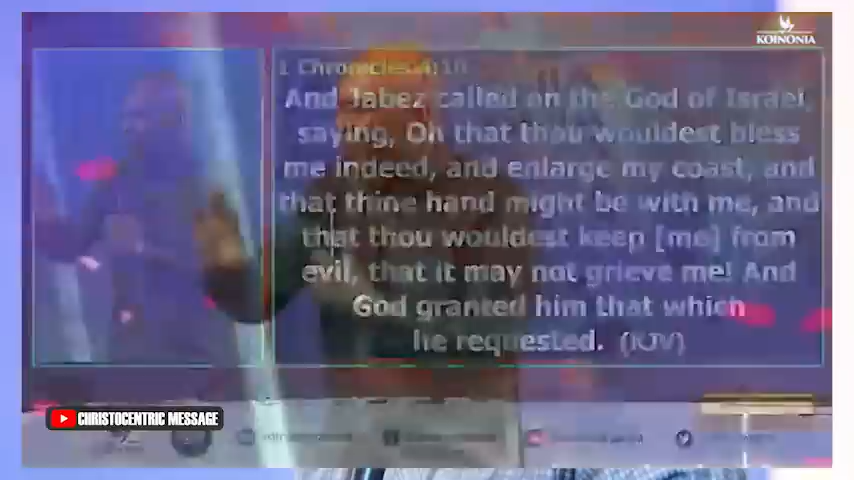 KOINONIA
1 Chronicles 4:10
And Jabez called on the God of Israel,
saying, Oh that thou wouldest bless
me indeed, and enlarge my coast, and
that thine hand might be with me, and
that thou wouldest keep [me] from
evil, that it may not grieve me! And
God granted him that which
he requested. (KJV)
CHRISTOCENTRIC MESSAGE